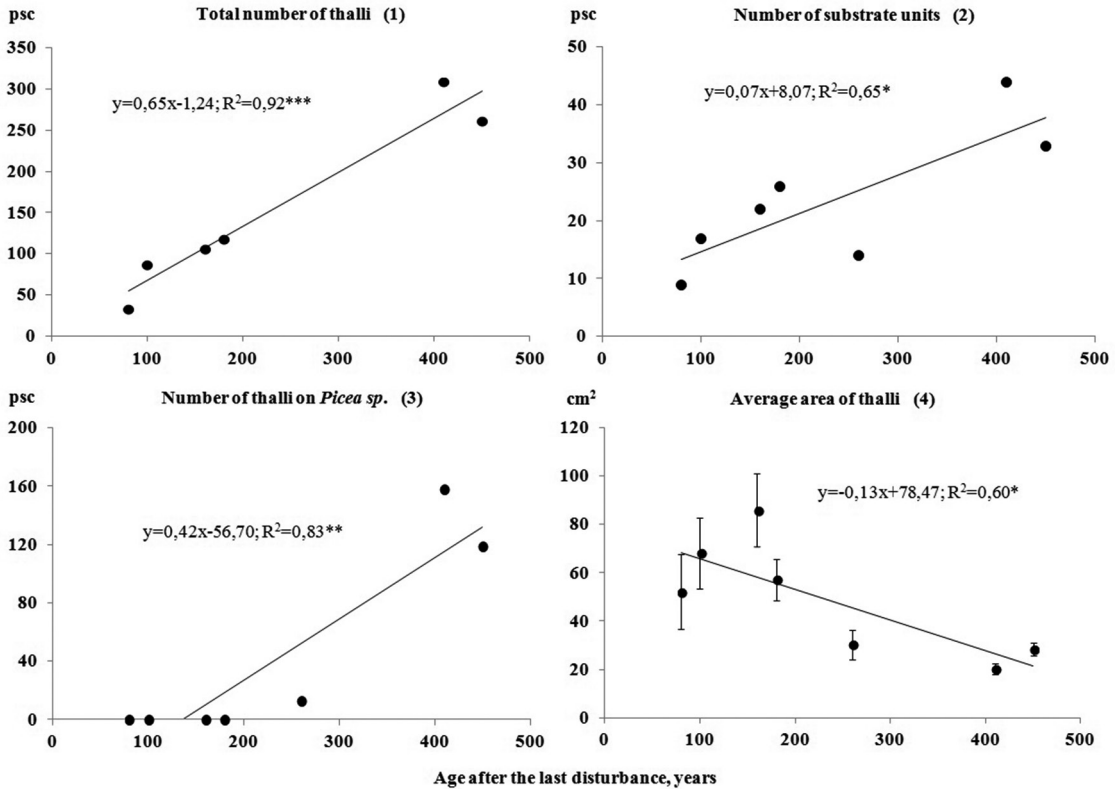 psc Total number of thalli (1)
350
300
250
200
150
100
50
0
y=0,65x-1,24; R²=0,92***
0 100 200 300 400 500
psc Number of substrate units (2)
50
40
30
20
10
0
y=0,07x+8,07; R²=0,65*
0 100 200 300 400 500
psc Number of thalli on Picea sp. (3)
200
160
120
80
40
0
y=0,42x-56,70; R²=0,83**
0 100 200 300 400 500
cm² Average area of thalli (4)
120
100
80
60
40
20
0
y=-0,13x+78,47; R²=0,60*
0 100 200 300 400 500
Age after the last disturbance, years